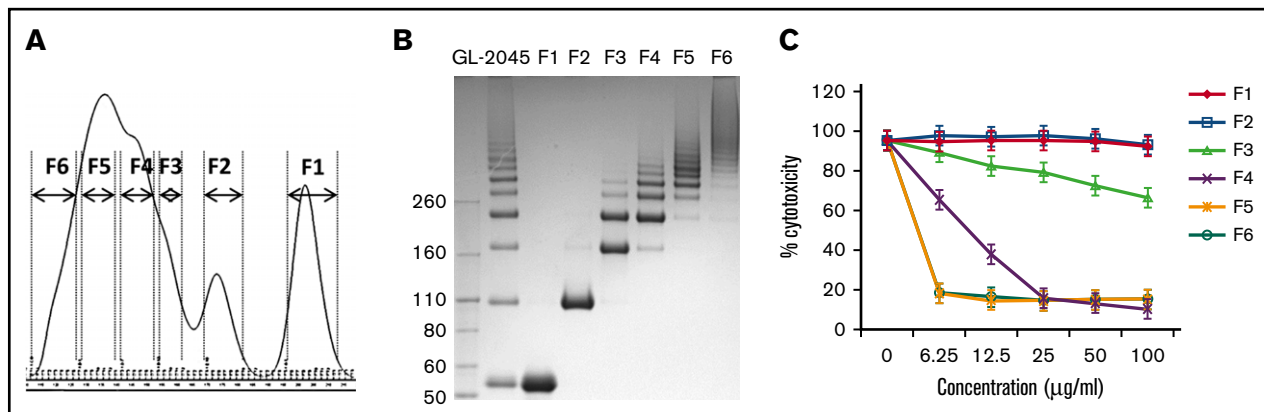 A
F6 F5 F4 F3 F2 F1
B
GL-2045 F1 F2 F3 F4 F5 F6
260
160
110
80
60
50
C
120
100
80
60
40
20
0
% cytotoxicity
0 6.25 12.5 25 50 100
Concentration (μg/ml)
F1
F2
F3
F4
F5
F6